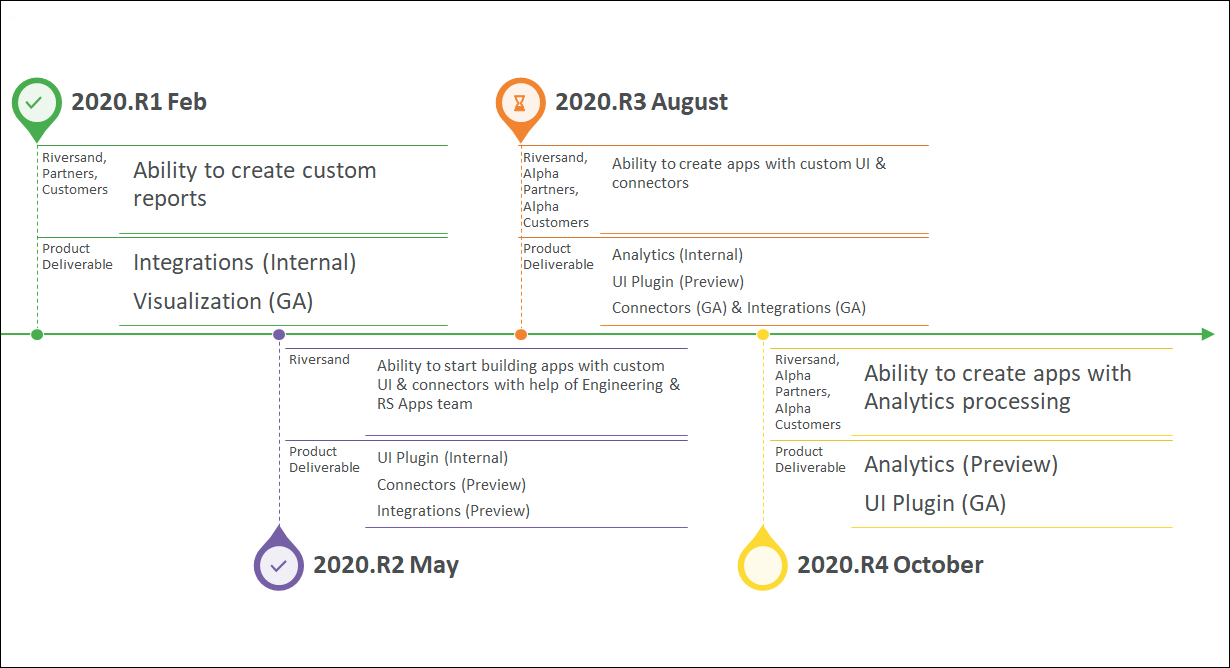 2020.R1 Feb
Riversand,
Partners,
Customers
Ability to create custom
reports
Product
Deliverable
Integrations (Internal)
Visualization (GA)
2020.R3 August
Riversand,
Alpha
Partners,
Alpha
Customers
Ability to create apps with custom UI &
connectors
Product
Deliverable
Analytics (Internal)
UI Plugin (Preview)
Connectors (GA) & Integrations (GA)
Riversand
Ability to start building apps with custom
UI & connectors with help of Engineering &
RS Apps team
Product
Deliverable
UI Plugin (Internal)
Connectors (Preview)
Integrations (Preview)
2020.R2 May
Riversand,
Alpha
Partners,
Alpha
Customers
Ability to create apps with
Analytics processing
Product
Deliverable
Analytics (Preview)
UI Plugin (GA)
2020.R4 October